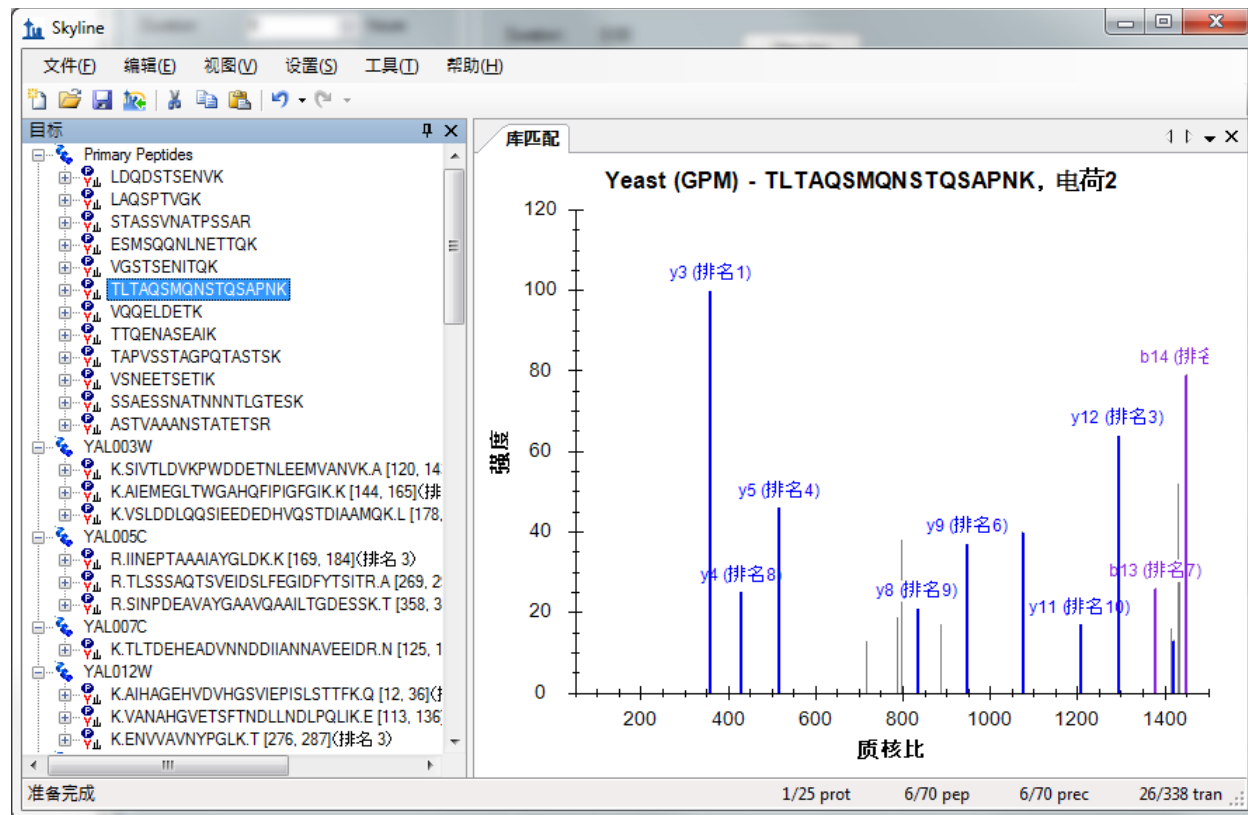 Skyline
文件(F) 编辑(E) 视图(V) 设置(S) 工具(T) 帮助(H)
目标
Primary Peptides
LDQDSTSENVK
LAQSPTVGK
STASSVNATPSSAR
ESMSQQNLNETTQK
VGSTSENITQK
TLTAQSMQNSTQSAPNK
VQQELDETK
TTQENASEAIK
TAPVSSTAGPQTASTSK
VSNEETSETIK
SSAESSNATNNNTLGTESK
ASTVAAANSTATETSR
YAL003W
K.SIVTLDVKPWDDETNLEEMVANVK.A [120, 14
K.AIEMEGLTWGAHQFIPIGFGIK.K [144, 165](排
K.VSLDDLQQSIEEDEDHVQSTDIAAMQK.L [178,
YAL005C
R.IINEPTAAAIAYGLDK.K [169, 184](排名 3)
R.TLSSSAQTSVEIDSLFEGIDFYTSITR.A [269, 2
R.SINPDEAVAYGAAVQAAILTGDESSK.T [358, 3
YAL007C
K.TLTDEHEADVNNDDIIANNAVEEIDR.N [125, 1
YAL012W
K.AIHAGEHVDVHGSVIEPISLSTTFK.Q [12, 36](
K.VANAHGVETSFTNDLLNDLPQLIK.E [113, 136
K.ENVVAVNYPGLK.T [276, 287](排名 3)
库匹配
Yeast (GPM) - TLTAQSMQNSTQSAPNK, 电荷2
120
100
80
60
40
20
0
强度
y3 (排名1)
b14 (排名
y12 (排名3)
y5 (排名4)
y9 (排名6)
y4 (排名8)
b13 (排名7)
y8 (排名9)
y11 (排名10)
200 400 600 800 1000 1200 1400
质核比
准备完成
1/25 prot 6/70 pep 6/70 prec 26/338 tran